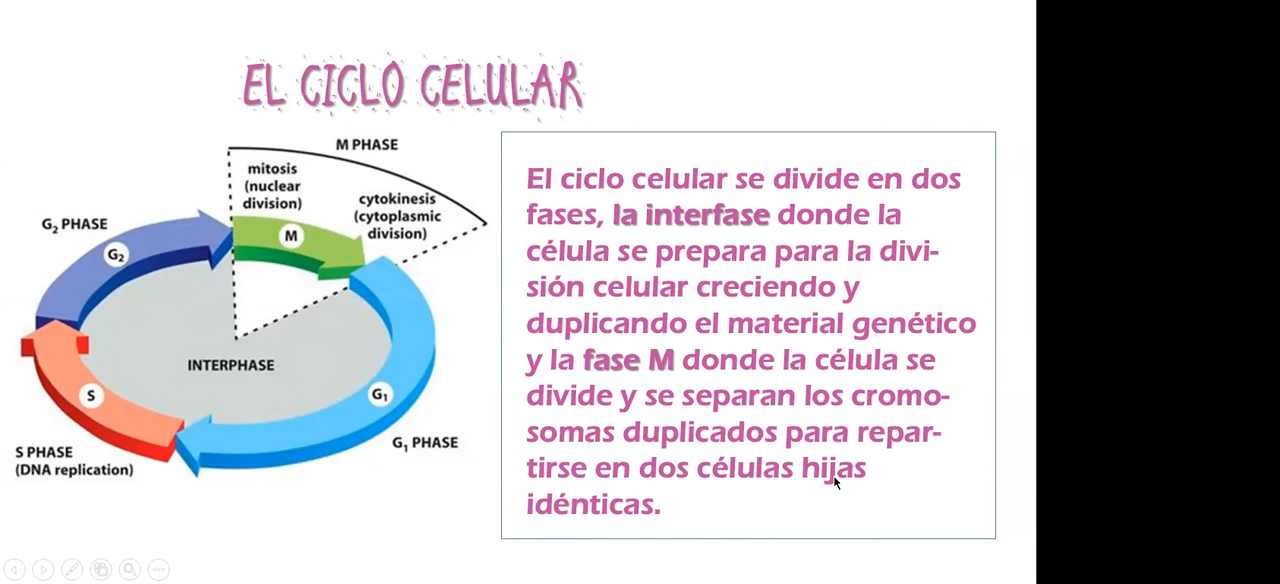 EL CICLO CELULAR
M PHASE
mitosis
(nuclear
division)
cytokinesis
(cytoplasmic
division)
G₂ PHASE
G₂
M
INTERPHASE
S
G₁
G₁ PHASE
S PHASE
(DNA replication)
El ciclo celular se divide en dos
fases, la interfase donde la
célula se prepara para la divi-
sión celular creciendo y
duplicando el material genético
y la fase M donde la célula se
divide y se separan los cromo-
somas duplicados para repar-
tirse en dos células hijas
idénticas.